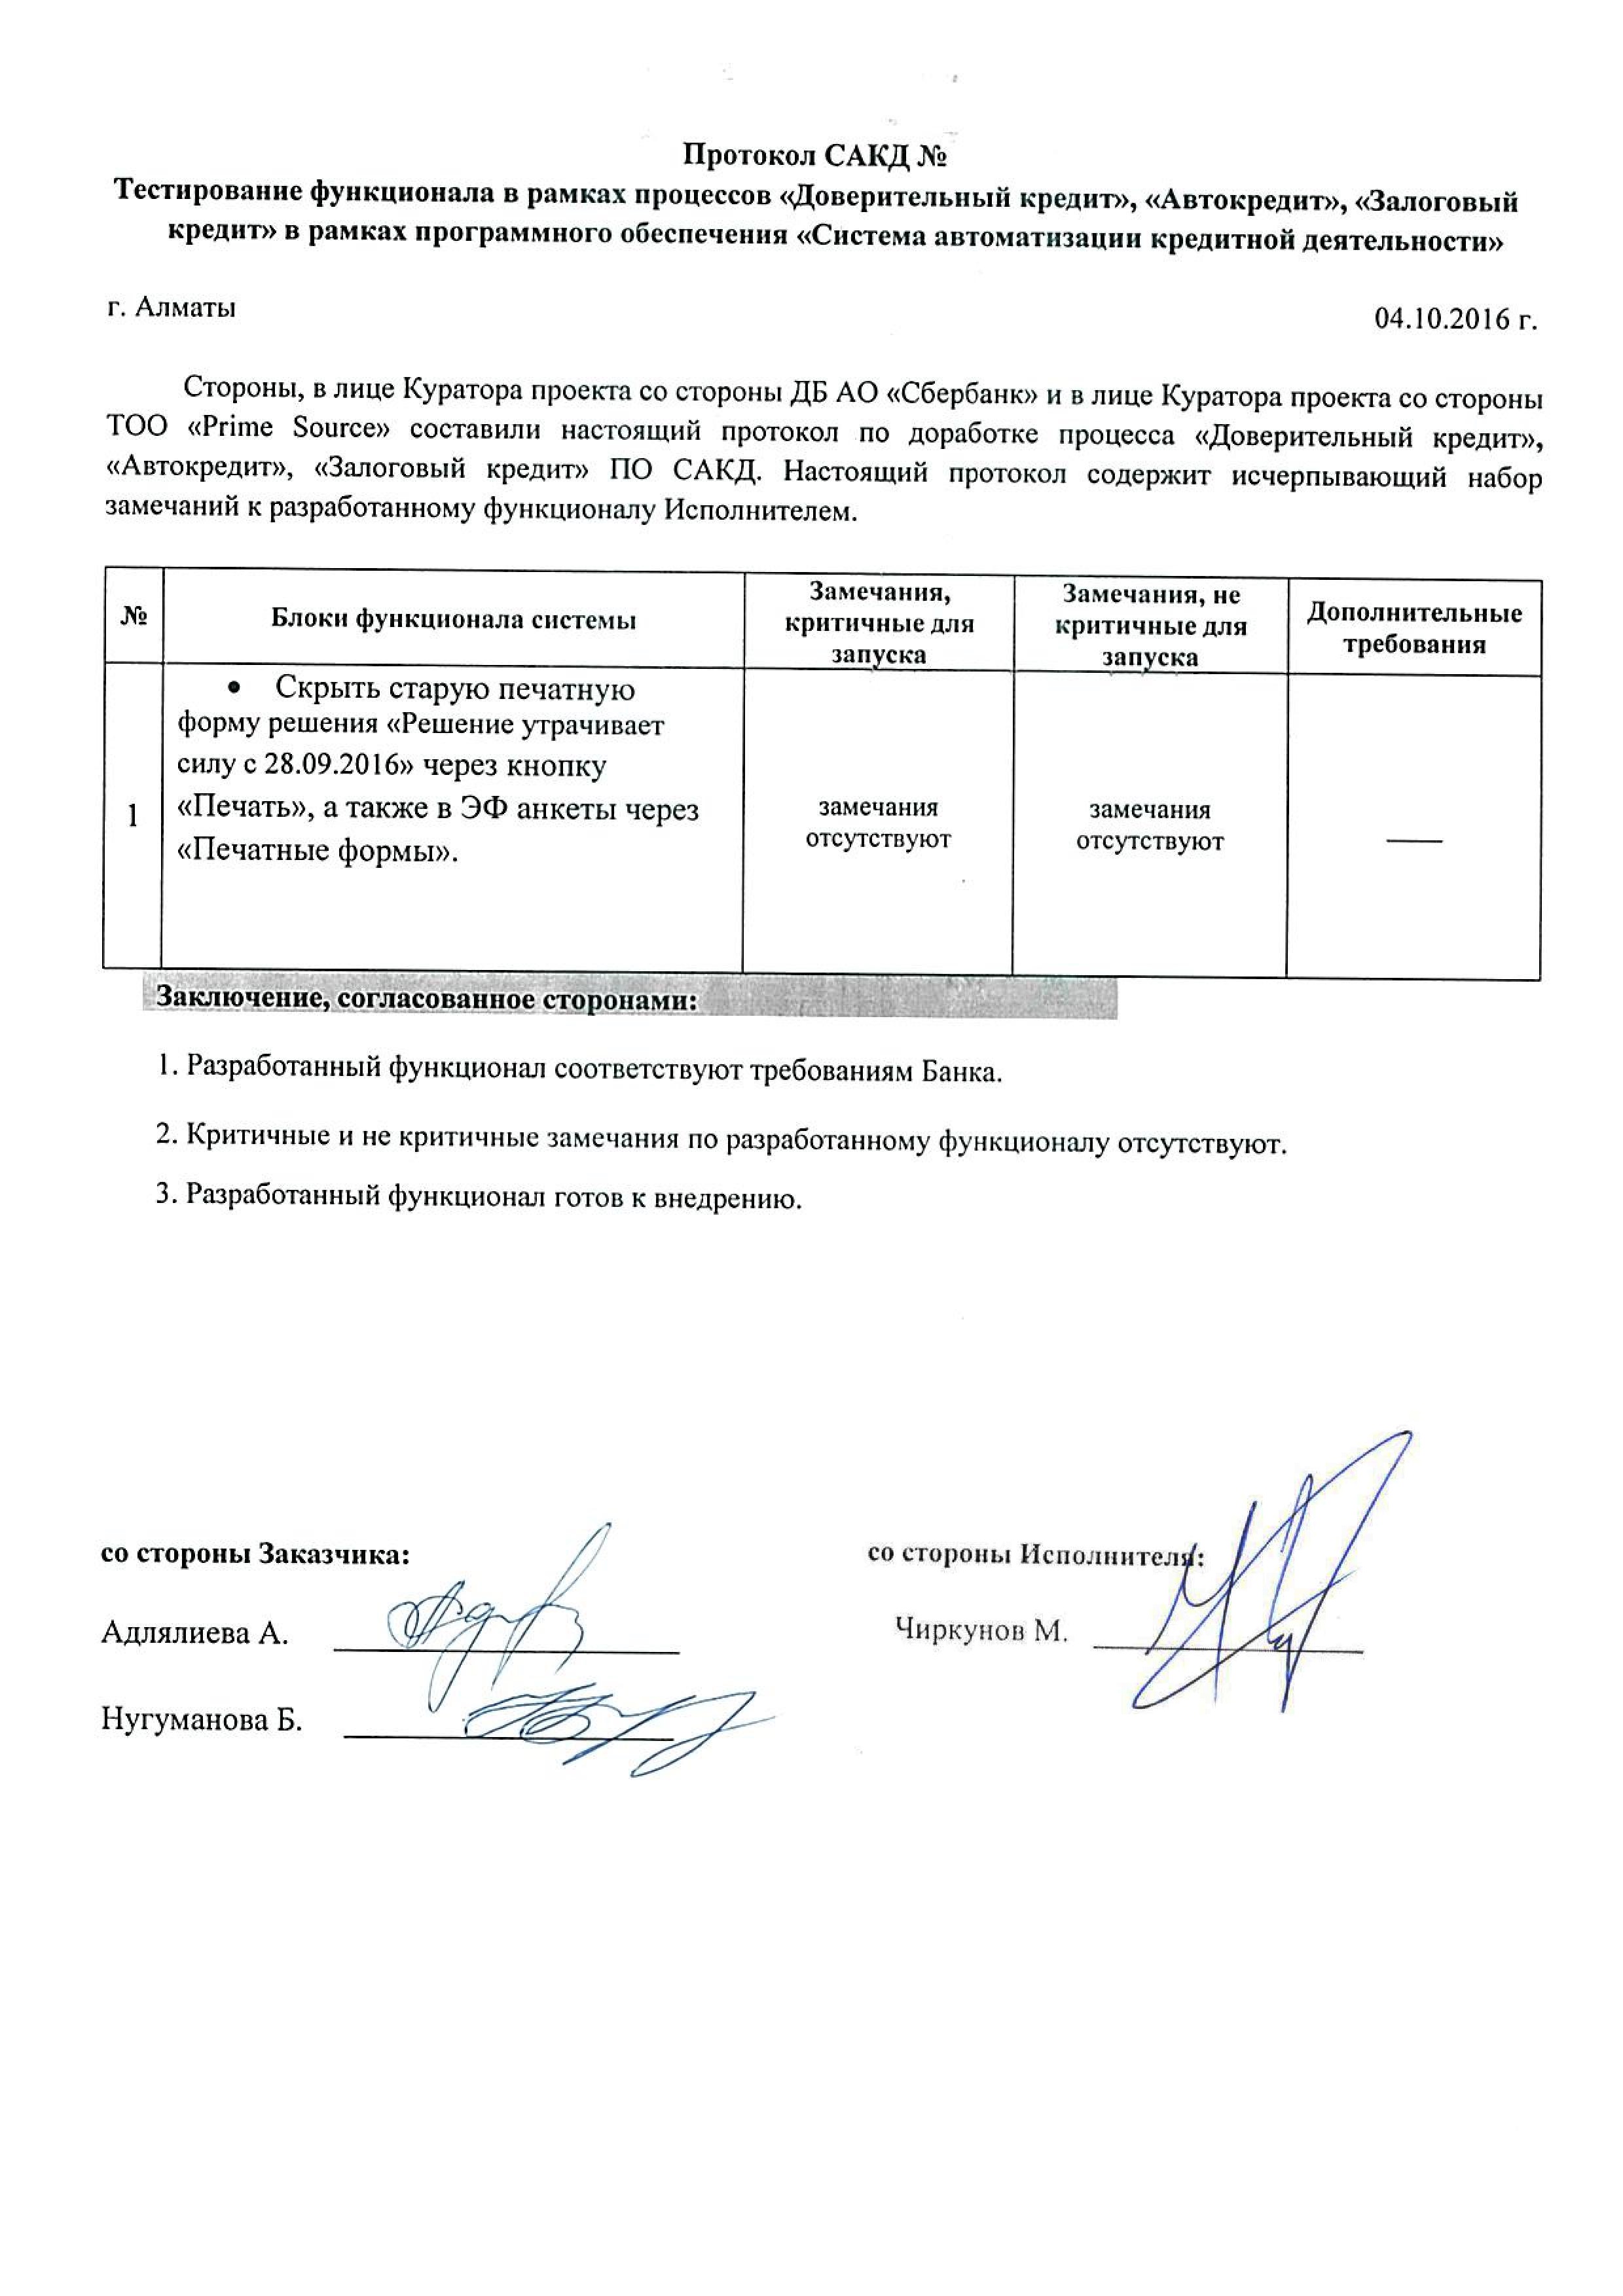 Протокол САКД №
Тестирование функционала в рамках процессов «Доверительный кредит», «Автокредит», «Залоговый
кредит» в рамках программного обеспечения «Система автоматизации кредитной деятельности»
г. Алматы
04.10.2016 г.
Стороны, в лице Куратора проекта со стороны ДБ АО «Сбербанк» и в лице Куратора проекта со стороны
ТОО «Prime Source» составили настоящий протокол по доработке процесса «Доверительный кредит»,
«Автокредит», «Залоговый кредит» ПО САКД. Настоящий протокол содержит исчерпывающий набор
замечаний к разработанному функционалу Исполнителем.
№
Блоки функционала системы
Замечания,
критичные для
запуска
Замечания, не
критичные для
запуска
Дополнительные
требования
1
• Скрыть старую печатную
форму решения «Решение утрачивает
силу с 28.09.2016» через кнопку
«Печать», а также в ЭФ анкеты через
«Печатные формы».
замечания
отсутствуют
замечания
отсутствуют
—
Заключение, согласованное сторонами:
1. Разработанный функционал соответствуют требованиям Банка.
2. Критичные и не критичные замечания по разработанному функционалу отсутствуют.
3. Разработанный функционал готов к внедрению.
со стороны Заказчика:
со стороны Исполнителя:
Адлялиева А.
Чиркунов М.
Нугуманова Б.